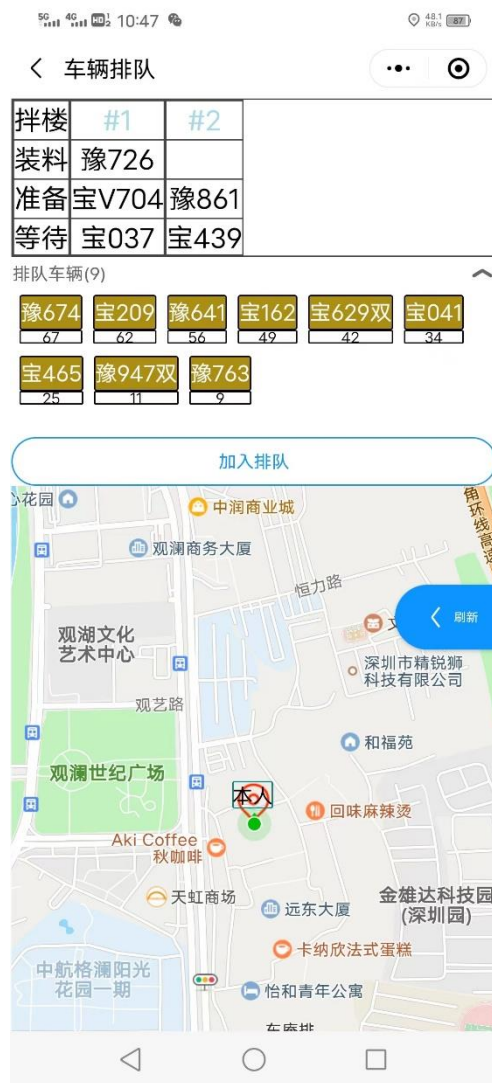 5G 4G HD 1 2 10:47 48.1 KB/s 87
车辆排队
拌楼 #1 #2
装料 豫726
准备 宝V704 豫861
等待 宝037 宝439
排队车辆(9)
豫674 宝209 豫641 宝162 宝629双 宝041
67 62 56 49 42 34
宝465 豫947双 豫763
25 11 9
加入排队
心花园
中润商业城
角环线高速
观澜商务大厦
恒力路
刷新
观湖文化
艺术中心
深圳市精锐狮
科技有限公司
观艺路
和福苑
观澜世纪广场
本人
回味麻辣烫
Aki Coffee
秋咖啡
天虹商场
远东大厦
金雄达科技园
(深圳园)
卡纳欣法式蛋糕
中航格澜阳光
花园一期
怡和青年公寓